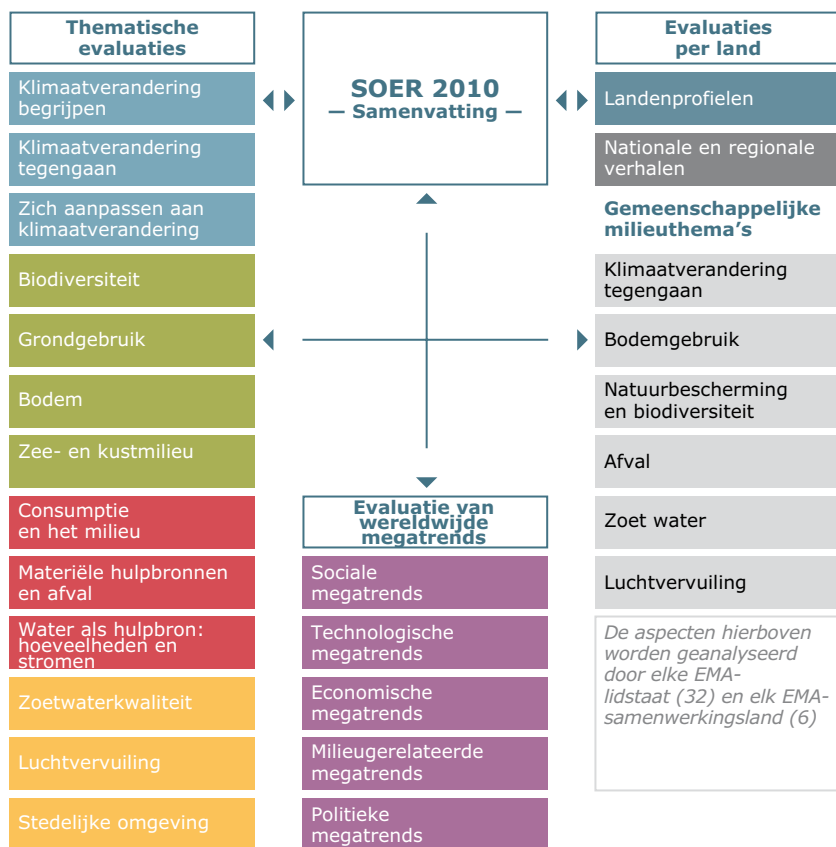 Thematische
evaluaties
Klimaatverandering
begrijpen
Klimaatverandering
tegengaan
Zich aanpassen aan
klimaatverandering
Biodiversiteit
Grondgebruik
Bodem
Zee- en kustmilieu
Consumptie
en het milieu
Materiële hulpbronnen
en afval
Water als hulpbron:
hoeveelheden en
stromen
Zoetwaterkwaliteit
Luchtvervuiling
Stedelijke omgeving
SOER 2010
— Samenvatting —
Evaluatie van
wereldwijde
megatrends
Sociale
megatrends
Technologische
megatrends
Economische
megatrends
Milieugerelateerde
megatrends
Politieke
megatrends
Evaluaties
per land
Landenprofielen
Nationale en regionale
verhalen
Gemeenschappelijke
milieuthema’s
Klimaatverandering
tegengaan
Bodemgebruik
Natuurbescherming
en biodiversiteit
Afval
Zoet water
Luchtvervuiling
De aspecten hierboven
worden geanalyseerd
door elke EMA-
lidstaat (32) en elk EMA-
samenwerkingsland (6)